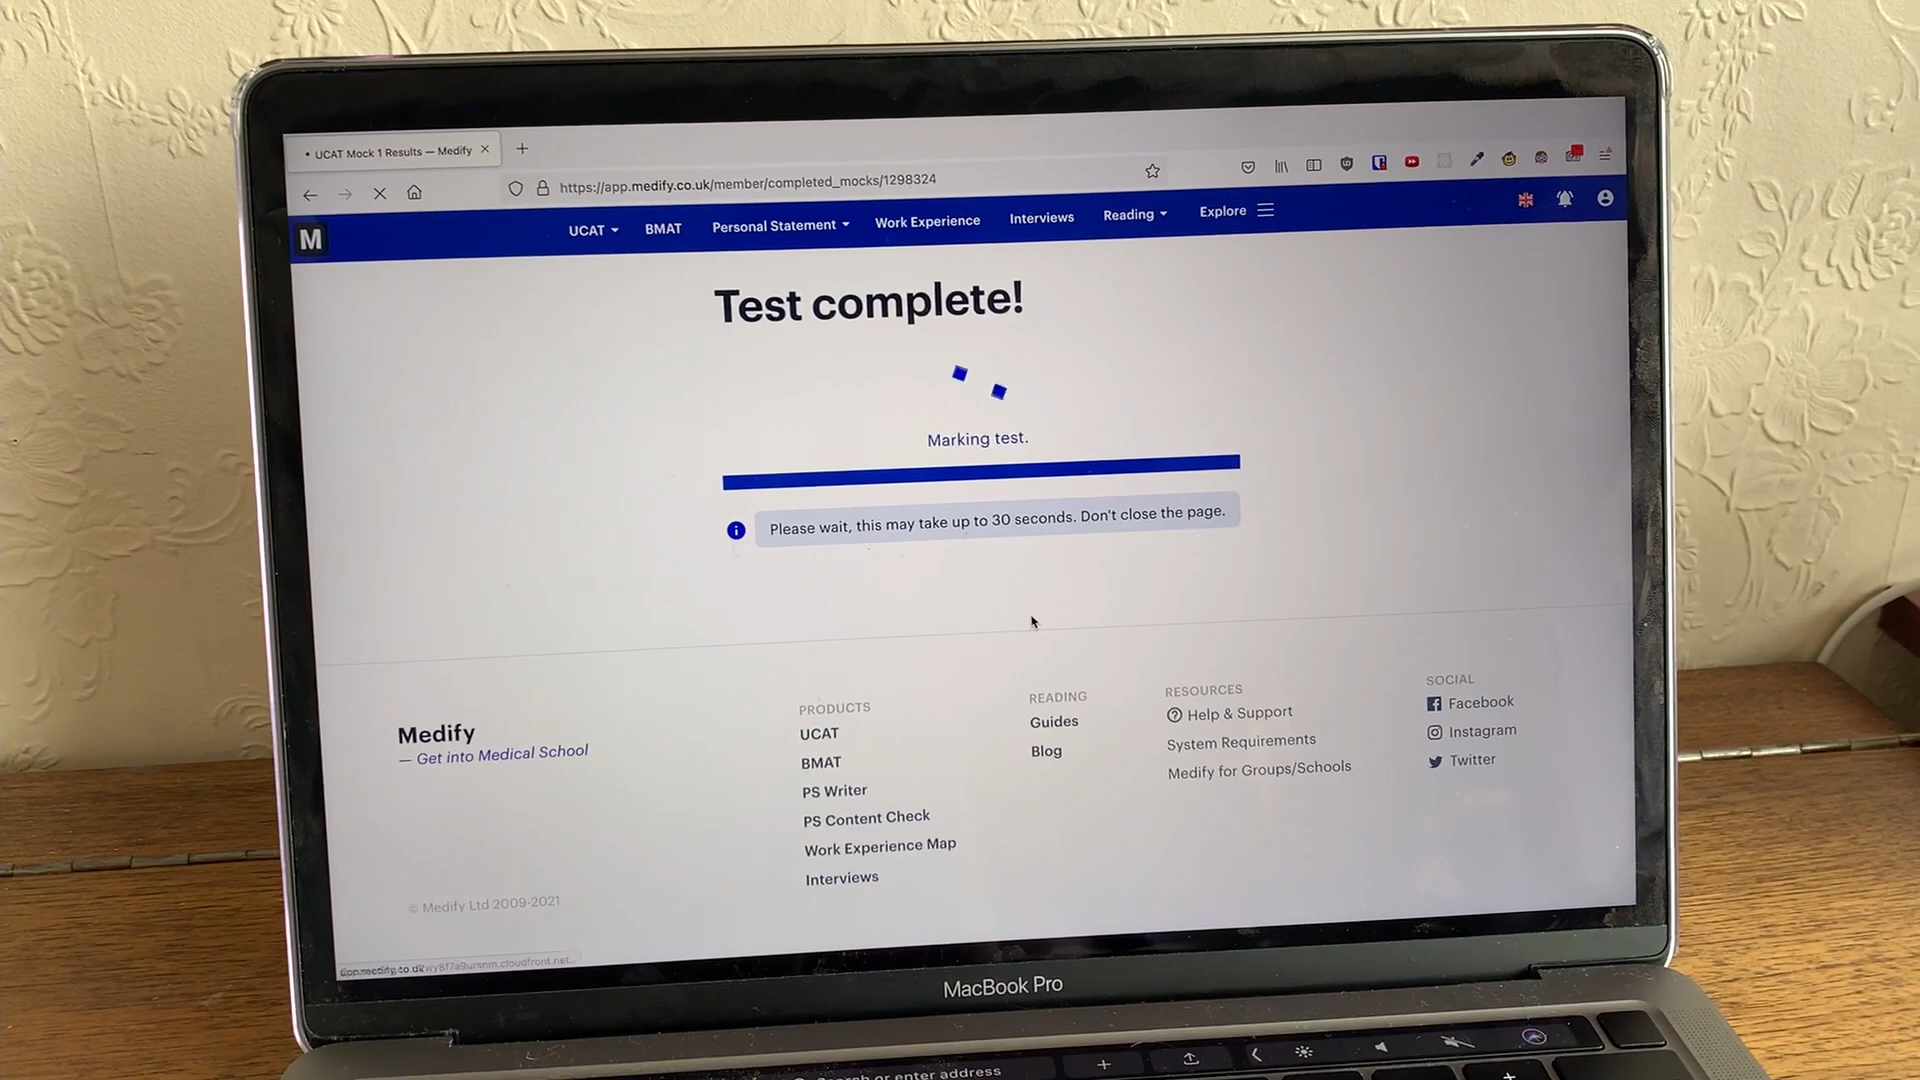 UCAT Mock 1 Results — Medify
https://app.medify.co.uk/member/completed_mocks/1298324
M
UCAT
BMAT
Personal Statement
Work Experience
Interviews
Reading
Explore
Test complete!
Marking test.
Please wait, this may take up to 30 seconds. Don't close the page.
Medify
— Get into Medical School
© Medify Ltd 2009-2021
PRODUCTS
UCAT
BMAT
PS Writer
PS Content Check
Work Experience Map
Interviews
READING
Guides
Blog
RESOURCES
Help & Support
System Requirements
Medify for Groups/Schools
SOCIAL
Facebook
Instagram
Twitter
MacBook Pro
or enter address